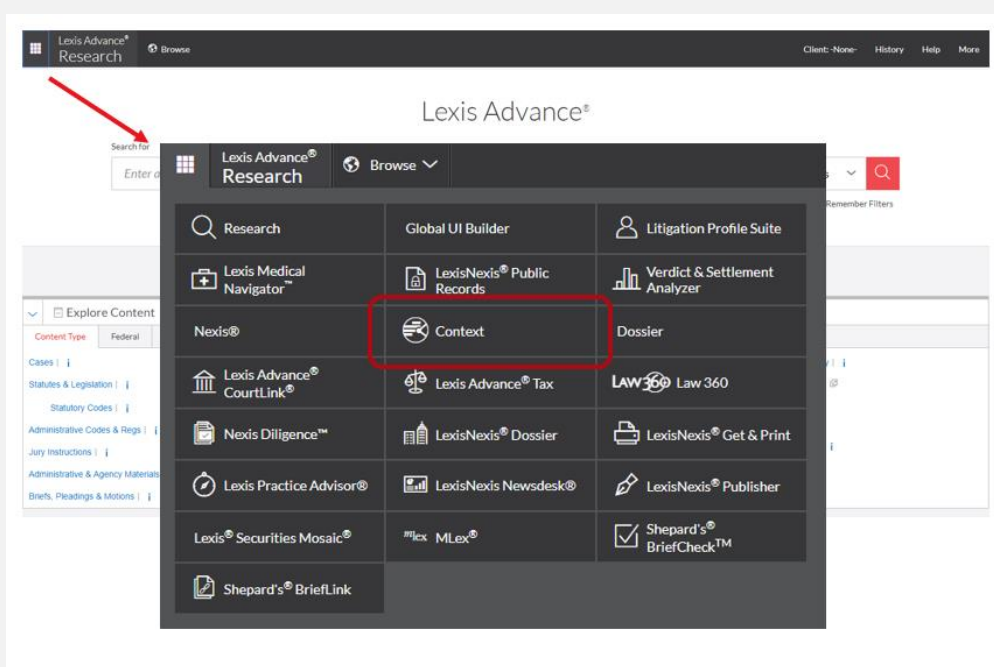 Lexis Advance®
Research
Browse
Client: -None- History Help More
Lexis Advance®
Search for
Enter a
Remember Filters
Lexis Advance®
Research
Browse
Research
Global UI Builder
Litigation Profile Suite
Lexis Medical
Navigator™
LexisNexis® Public
Records
Verdict & Settlement
Analyzer
Nexis®
Context
Dossier
Lexis Advance®
CourtLink®
Lexis Advance® Tax
LAW360 Law 360
Nexis Diligence™
LexisNexis® Dossier
LexisNexis® Get & Print
Lexis Practice Advisor®
LexisNexis Newsdesk®
LexisNexis® Publisher
Lexis® Securities Mosaic®
mlex MLex®
Shepard's®
BriefCheck™
Shepard's® BriefLink
Explore Content
Content Type Federal
Cases |
Statutes & Legislation |
Statutory Codes |
Administrative Codes & Regs |
Jury Instructions |
Administrative & Agency Materials
Briefs, Pleadings & Motions |